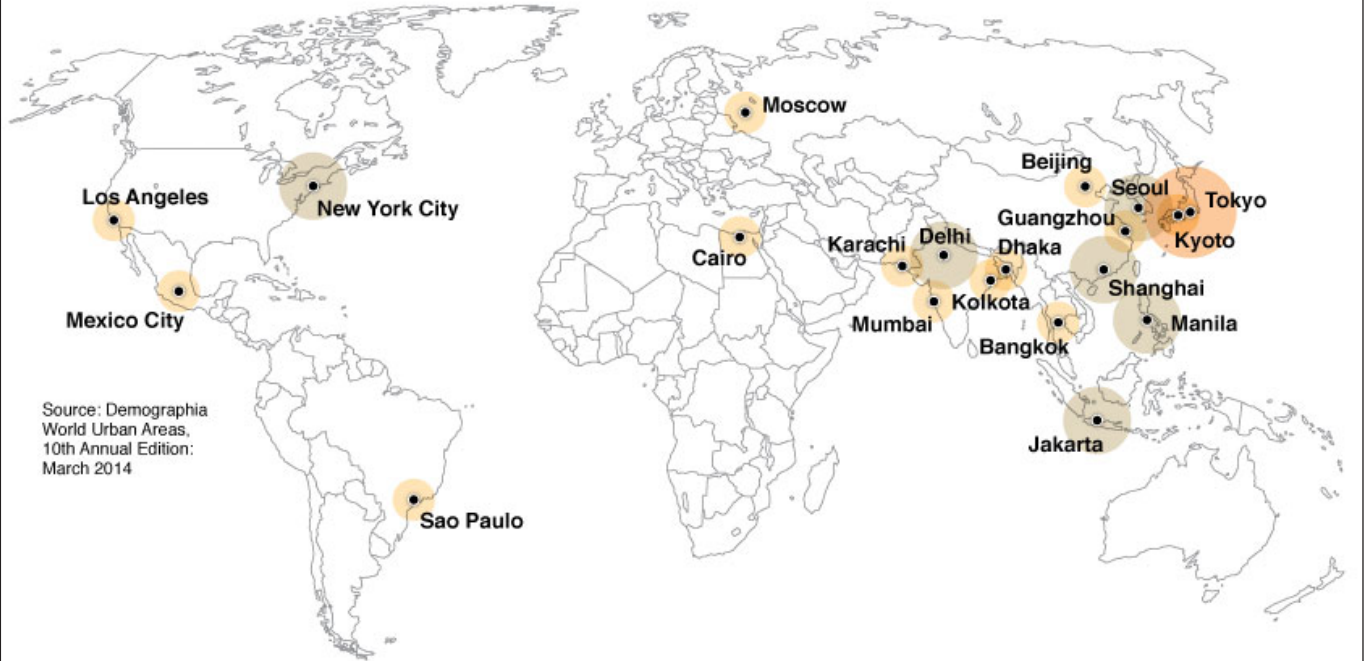 Moscow
Beijing
Los Angeles
Seoul
Tokyo
New York City
Guangzhou
Kyoto
Karachi
Delhi
Dhaka
Cairo
Shanghai
Kolkota
Mexico City
Mumbai
Manila
Bangkok
Source: Demographia
World Urban Areas,
10th Annual Edition:
March 2014
Jakarta
Sao Paulo